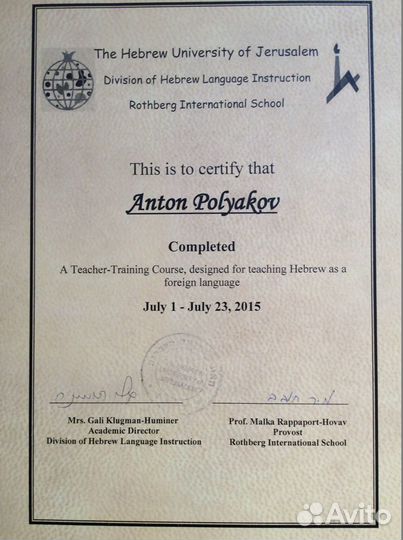 The Hebrew University of Jerusalem
Division of Hebrew Language Instruction
Rothberg International School
This is to certify that
Anton Polyakov
Completed
A Teacher-Training Course, designed for teaching Hebrew as a
foreign language
July 1 - July 23, 2015
Mrs. Gali Klugman-Huminer
Academic Director
Division of Hebrew Language Instruction
Prof. Malka Rappaport-Hovav
Provost
Rothberg International School
Avito